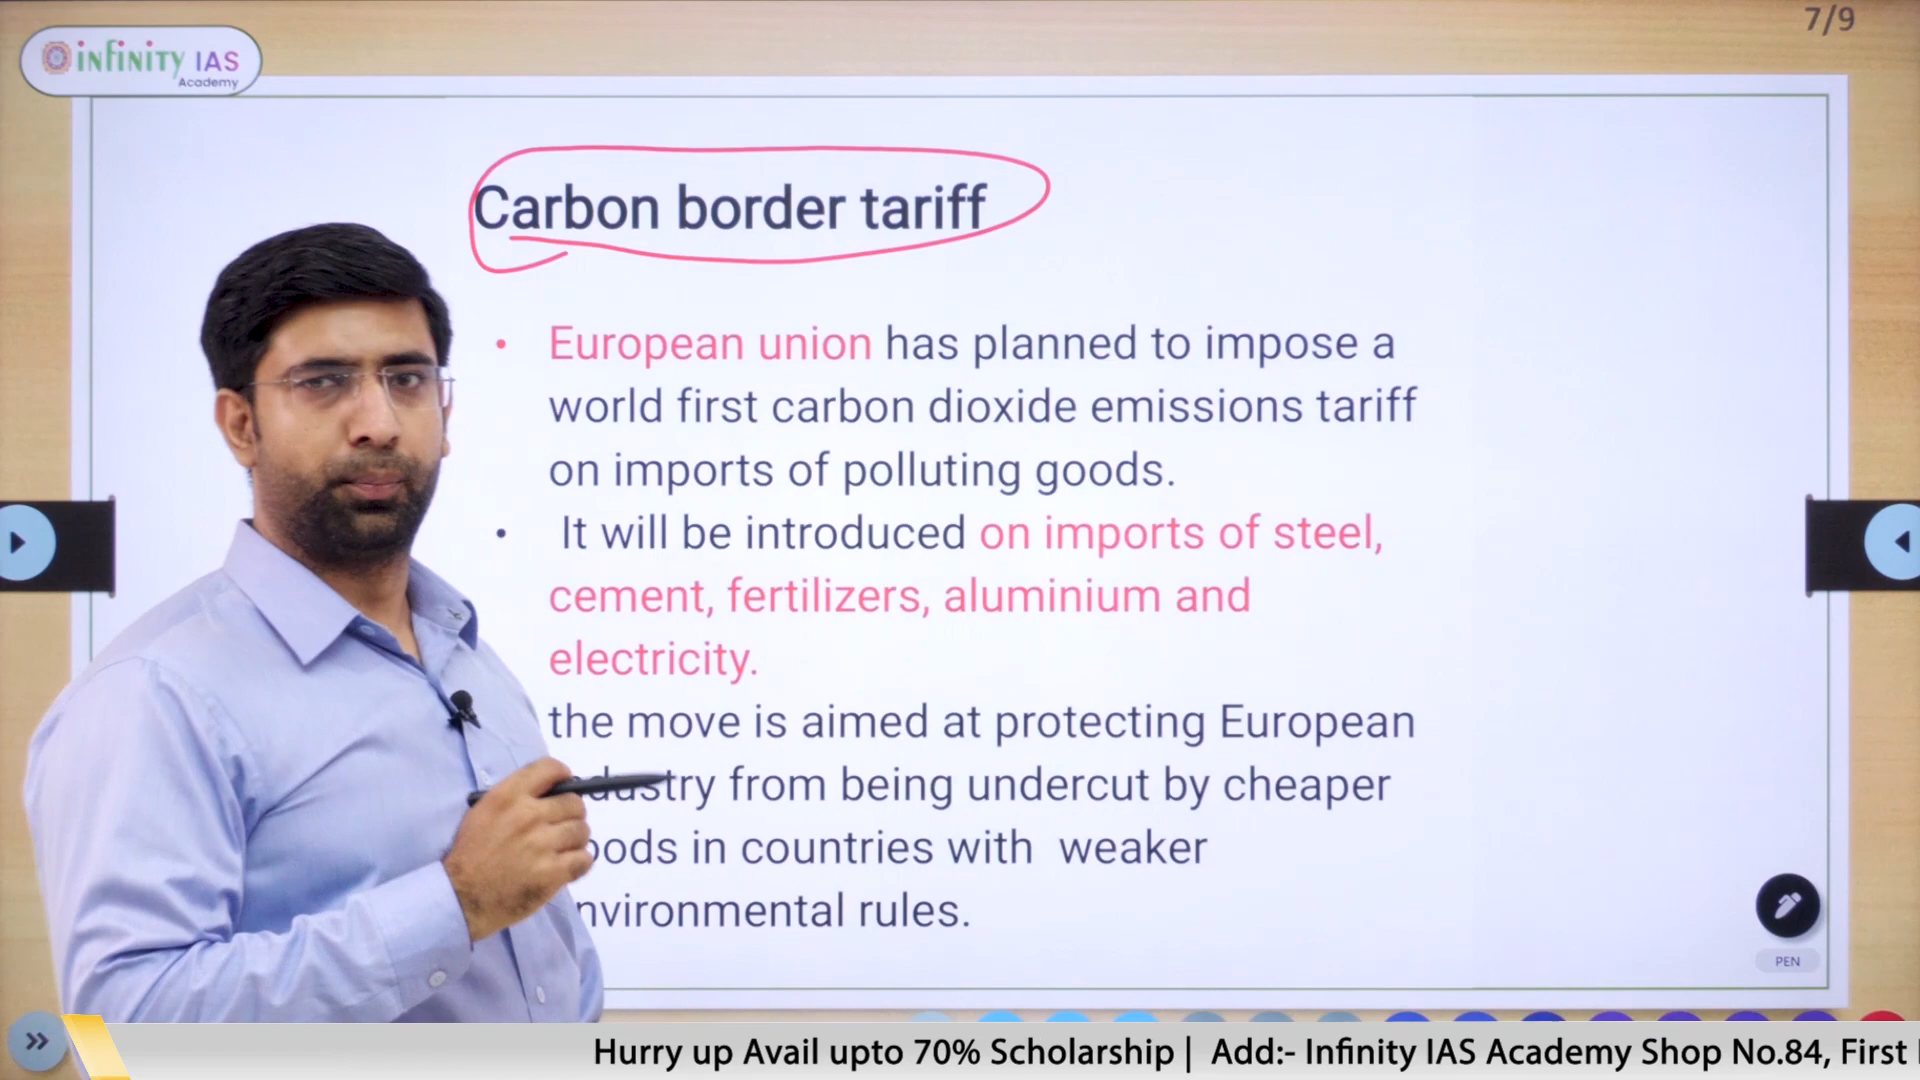 7/9
infinity IAS
Academy
Carbon border tariff
• European union has planned to impose a
world first carbon dioxide emissions tariff
on imports of polluting goods.
• It will be introduced on imports of steel,
cement, fertilizers, aluminium and
electricity.
the move is aimed at protecting European
from being undercut by cheaper
in countries with weaker
rules.
PEN
Hurry up Avail upto 70% Scholarship | Add:- Infinity IAS Academy Shop No.84, First